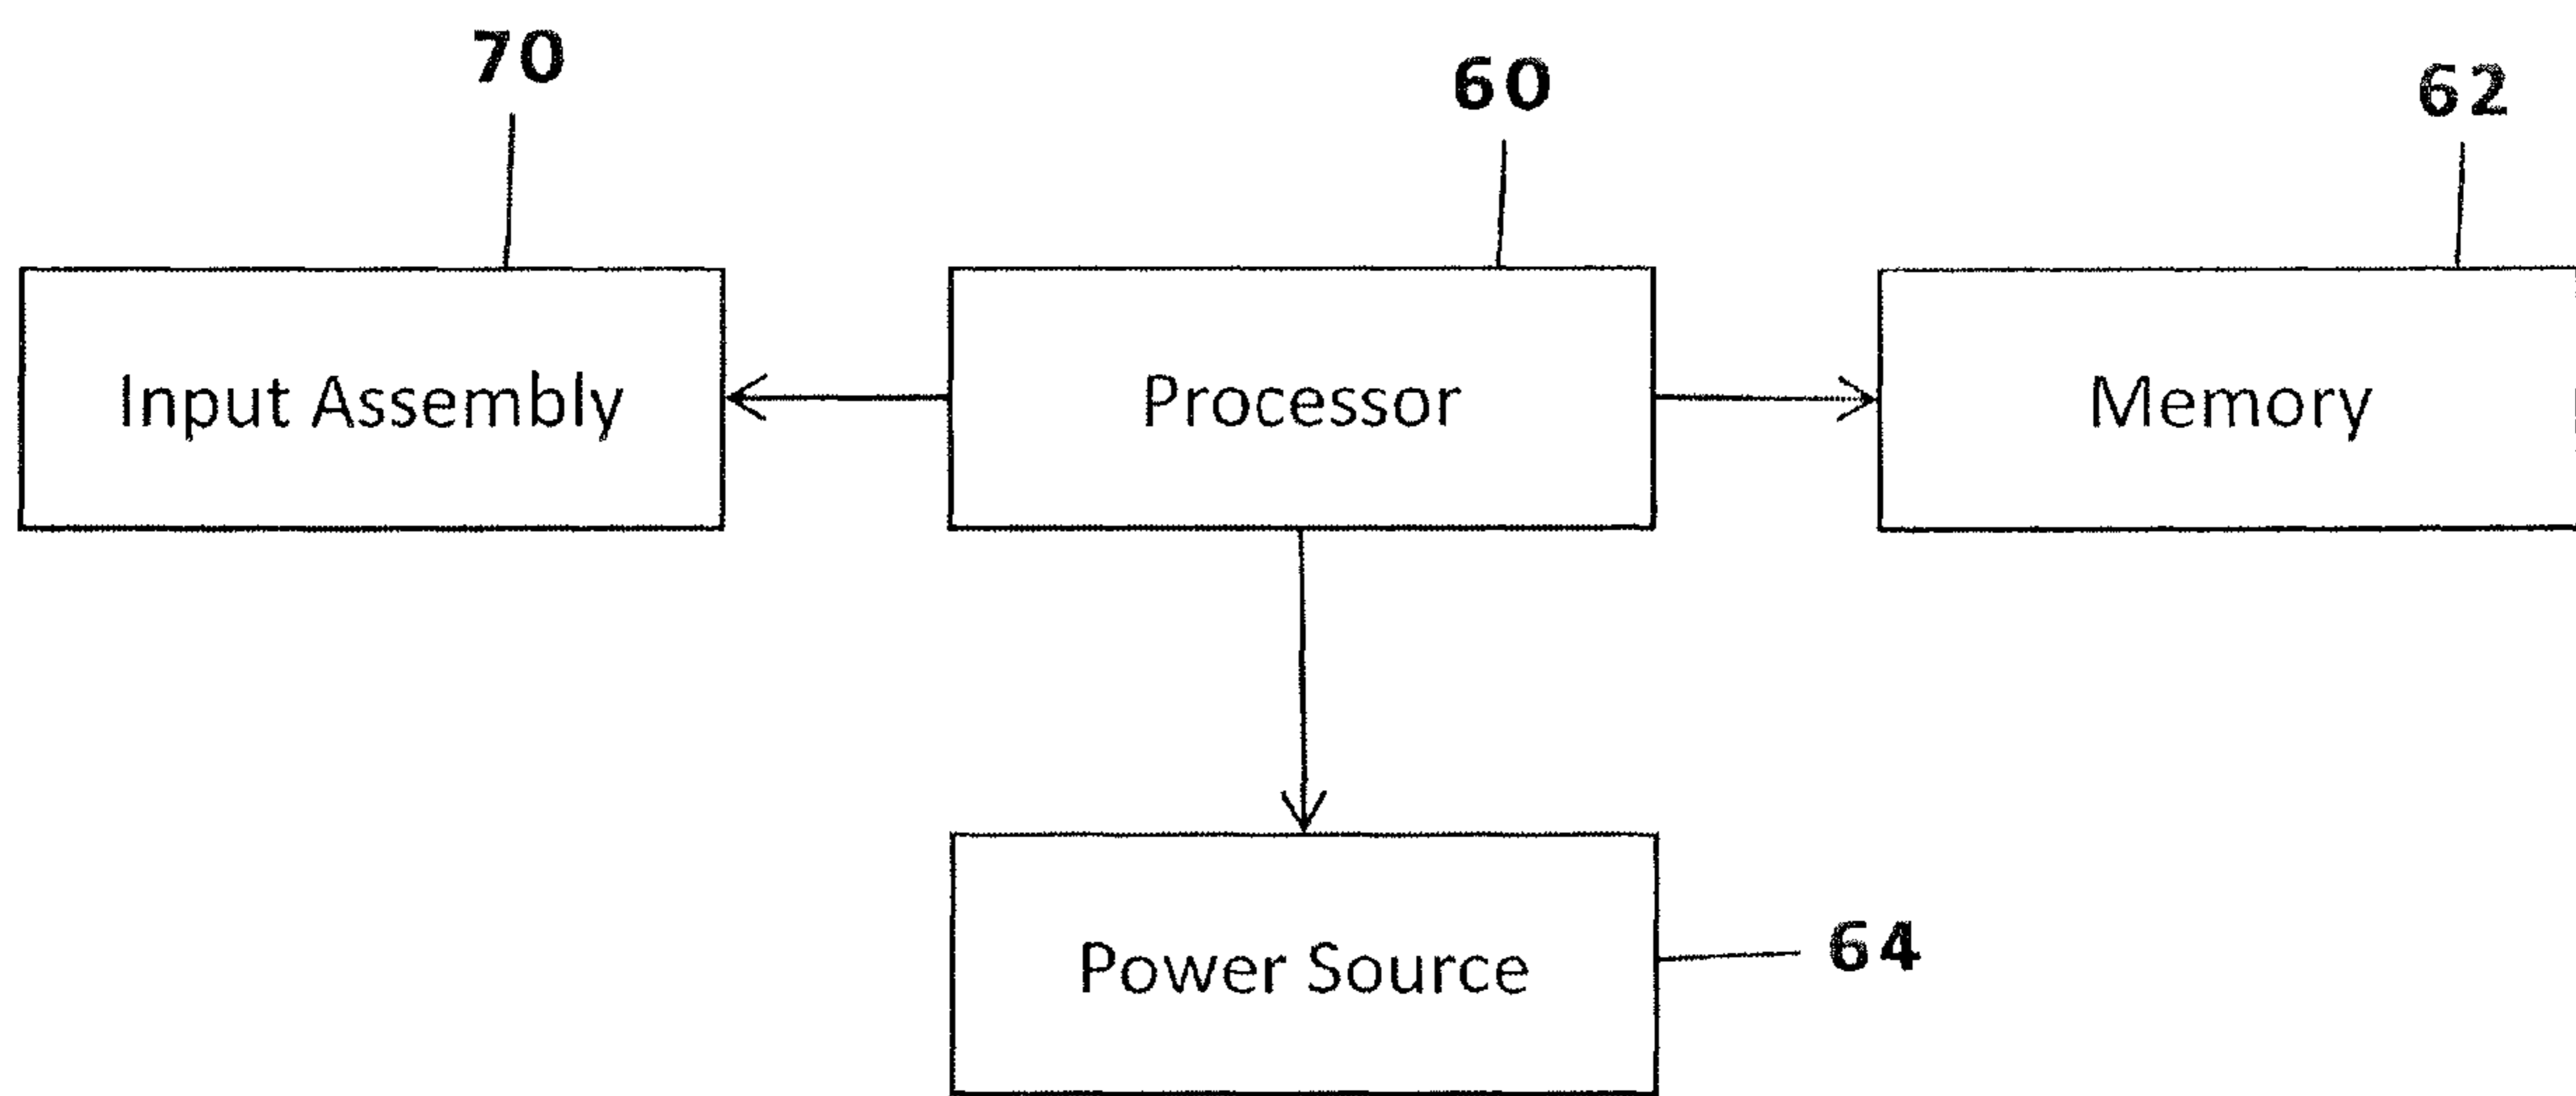 70
60
62
Input Assembly
Processor
Memory
Power Source
64